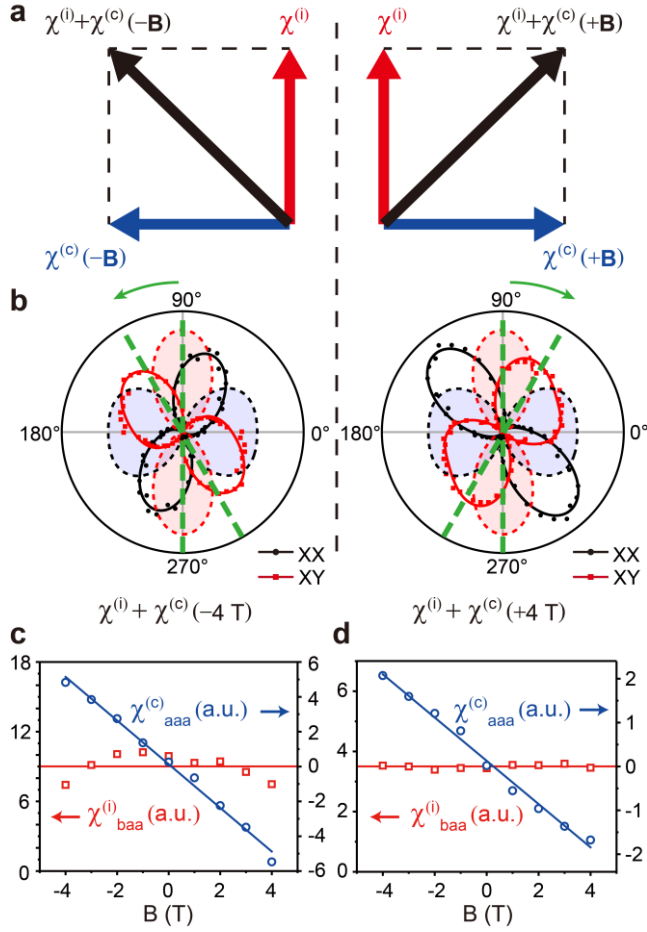 a
χ(i)+χ(c) (−B) χ(i) χ(i) χ(i)+χ(c) (+B)
χ(c) (−B) χ(c) (+B)
b
90° 90°
180° 0° 180° 0°
270° 270°
XX XX
XY XY
χ(i) + χ(c) (−4 T) χ(i) + χ(c) (+4 T)
c d
18 6 6 2
4
12 χ(c)aaa (a.u.) χ(c)aaa (a.u.)
2 4 1
0 0
6 χ(i)baa (a.u.) -2 2 χ(i)baa (a.u.) -1
-4
0 -6 0 -2
-4 -2 0 2 4 -4 -2 0 2 4
B (T) B (T)